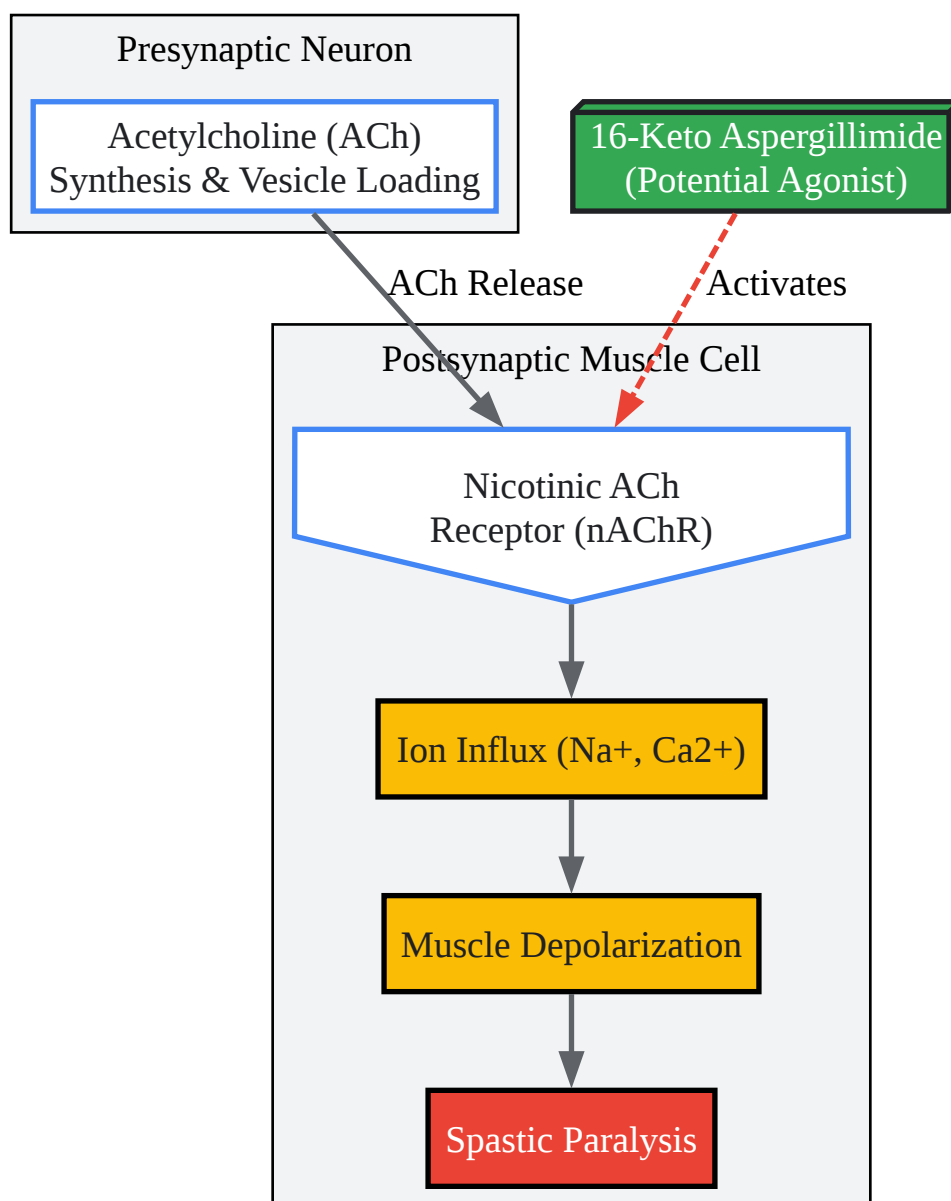 Presynaptic Neuron
Acetylcholine (ACh)
Synthesis & Vesicle Loading
16-Keto Aspergillimide
(Potential Agonist)
ACh Release
Activates
Postsynaptic Muscle Cell
Nicotinic ACh
Receptor (nAChR)
Ion Influx (Na+, Ca2+)
Muscle Depolarization
Spastic Paralysis